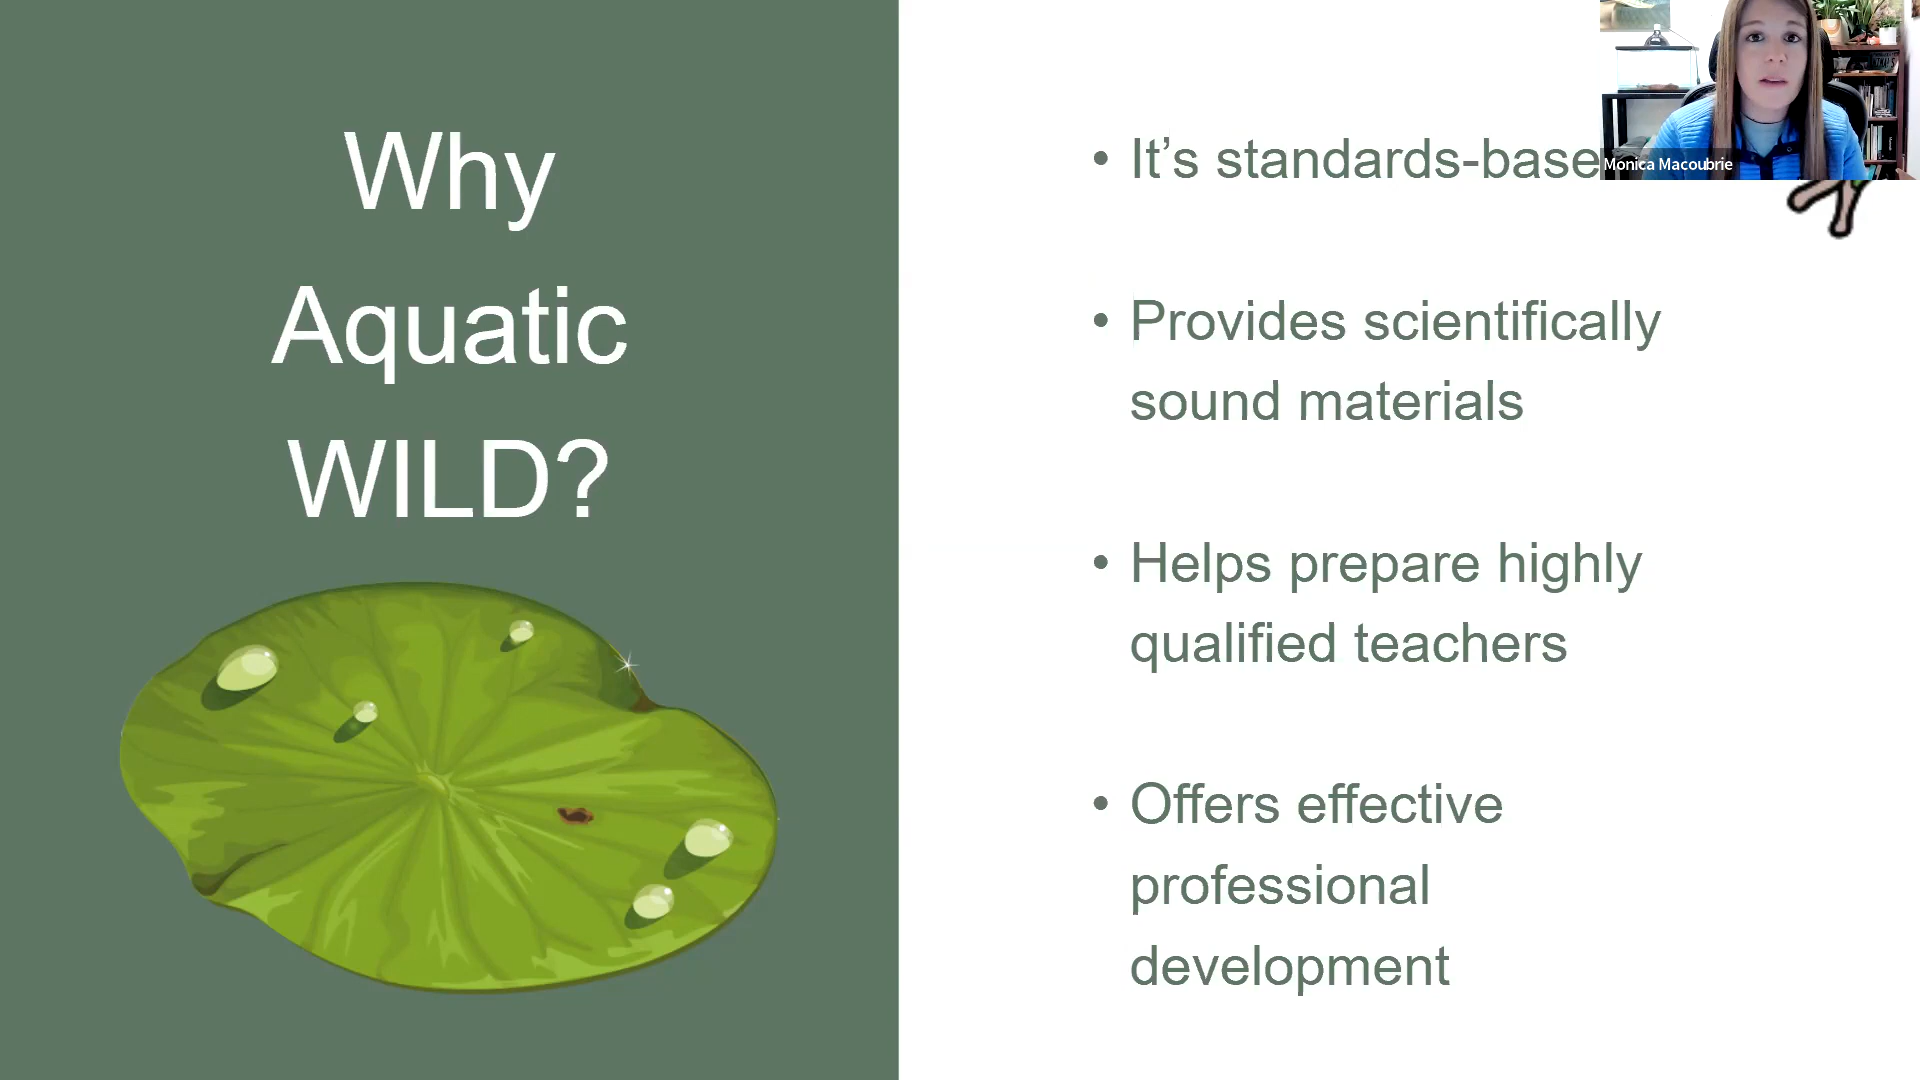 Why
Aquatic
WILD?
• It’s standards-base
• Provides scientifically
sound materials
• Helps prepare highly
qualified teachers
• Offers effective
professional
development
Monica Macoubrie